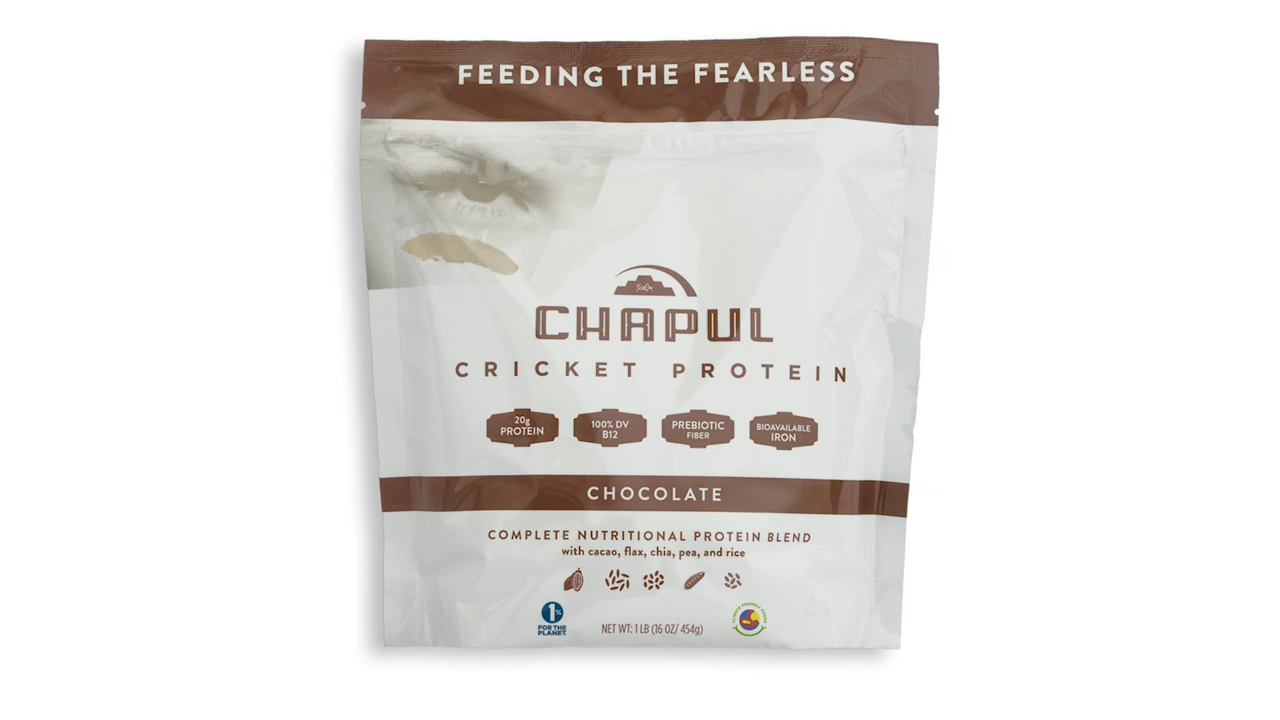 FEEDING THE FEARLESS
CHAPUL
CRICKET PROTEIN
20g
PROTEIN
100% DV
B12
PREBIOTIC
FIBER
BIOAVAILABLE
IRON
CHOCOLATE
COMPLETE NUTRITIONAL PROTEIN BLEND
with cacao, flax, chia, pea, and rice
1%
FOR THE
PLANET
NET WT: 1 LB (16 OZ/ 454g)